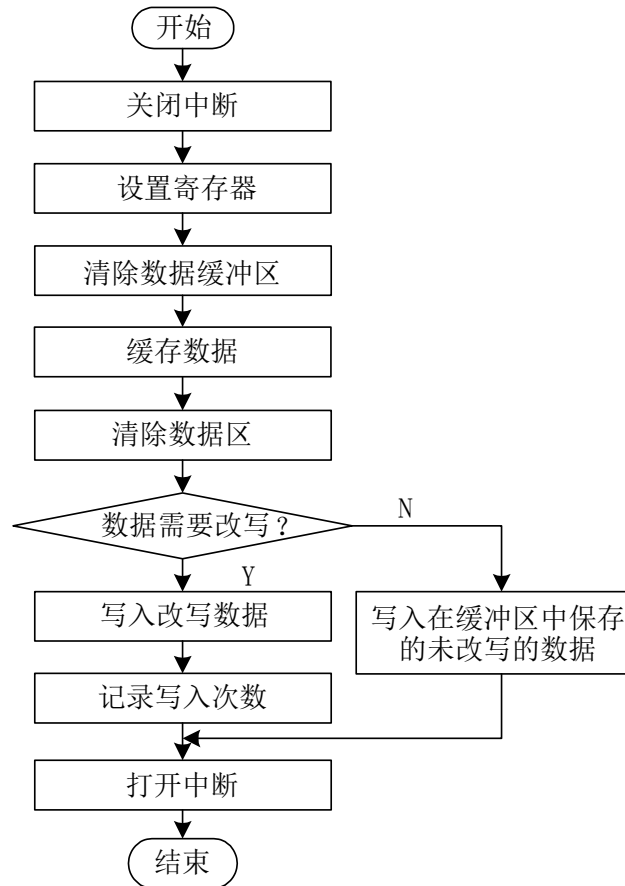 开始
关闭中断
设置寄存器
清除数据缓冲区
缓存数据
清除数据区
数据需要改写？
N
Y
写入改写数据
写入在缓冲区中保存
的未改写的数据
记录写入次数
打开中断
结束